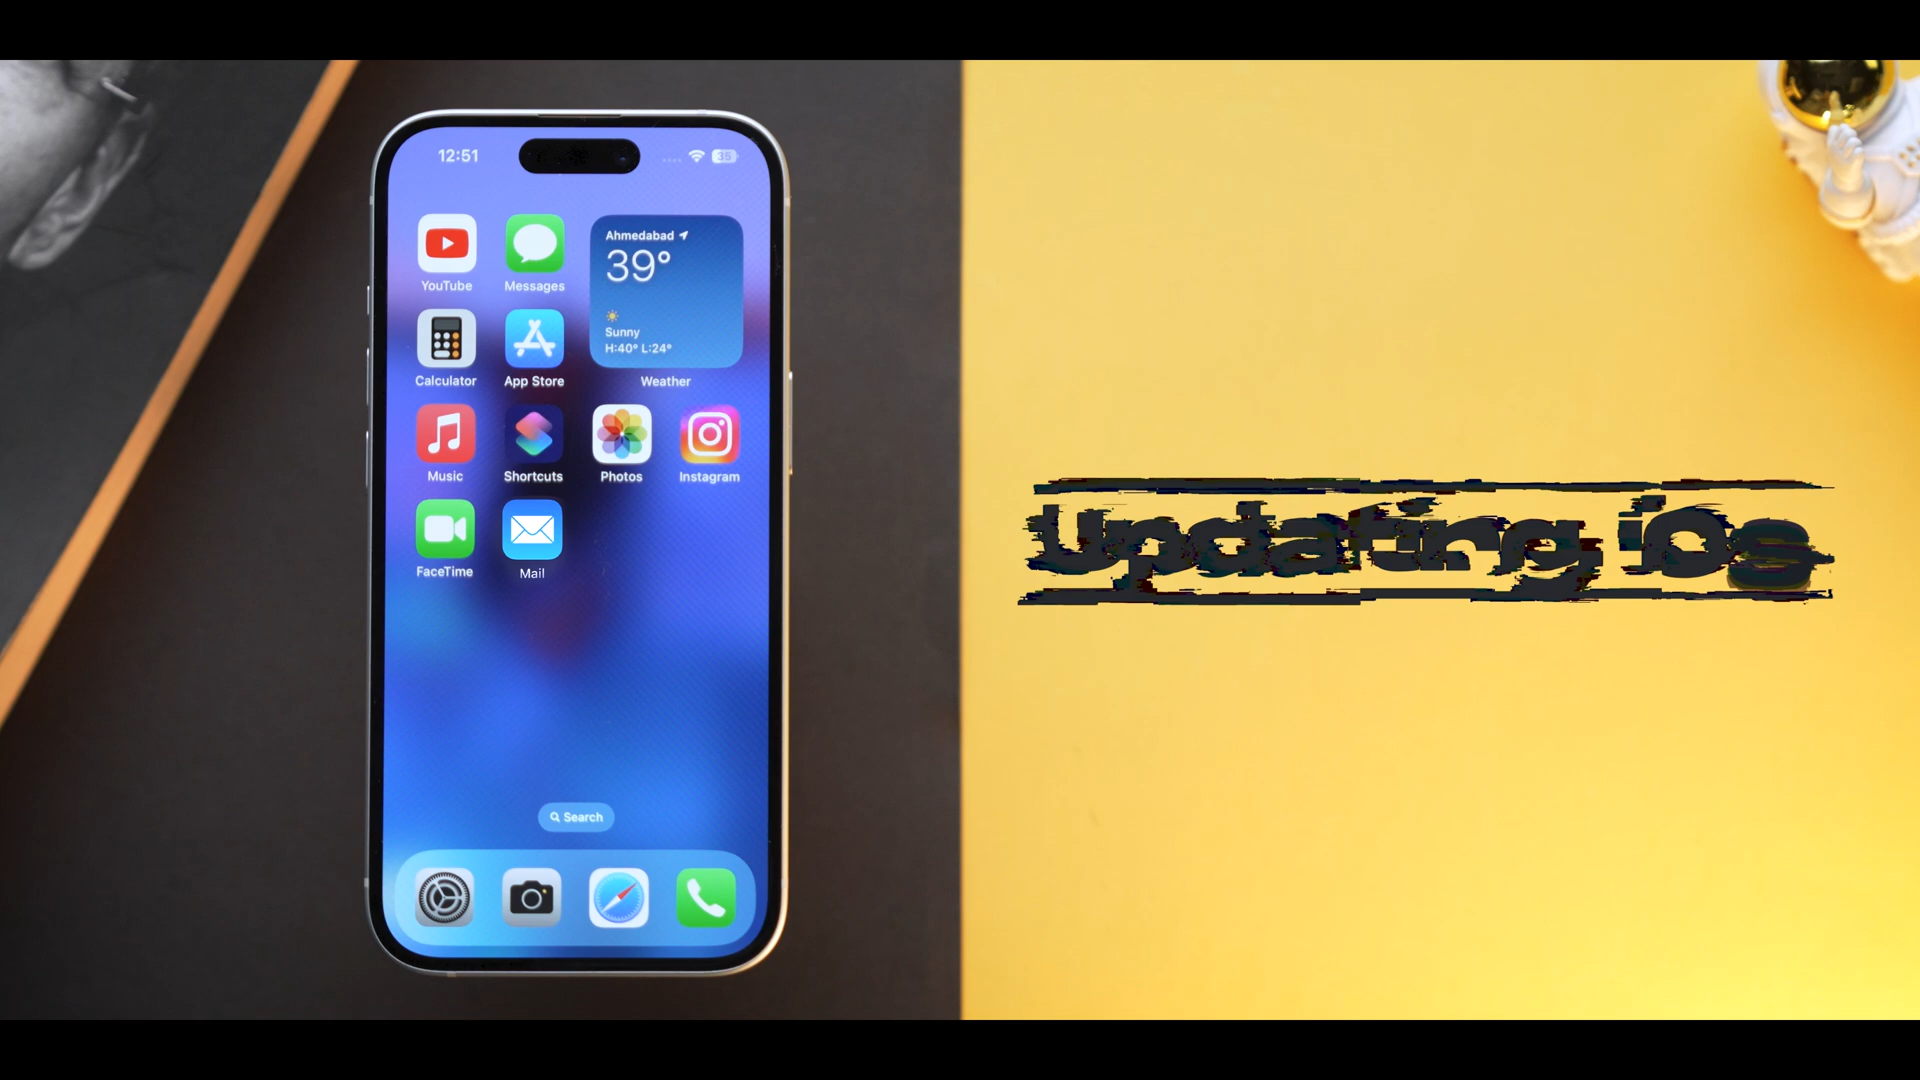 12:51
36
YouTube
Messages
Ahmedabad
39°
Sunny
H:40° L:24°
Weather
Calculator
App Store
Music
Shortcuts
Photos
Instagram
FaceTime
Mail
Search
Updating iOs